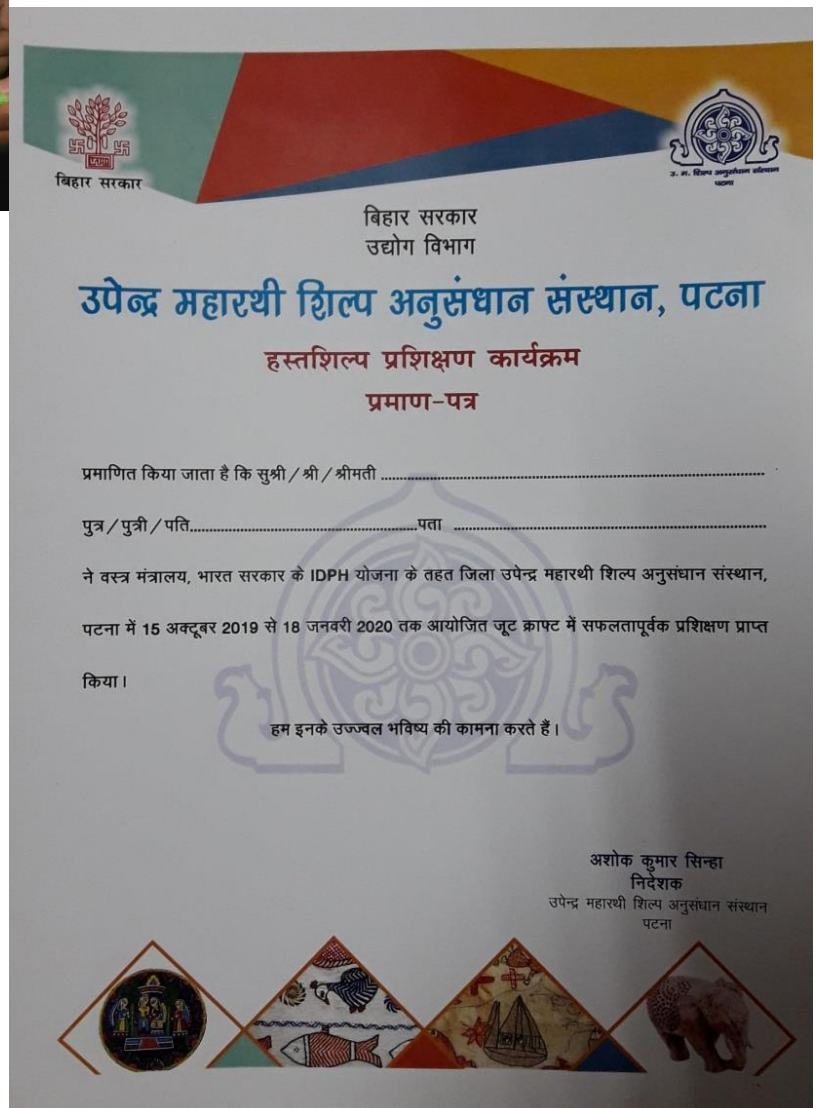 बिहार सरकार
उ. म. शिल्प अनुसंधान संस्थान
पटना
बिहार सरकार
उद्योग विभाग
उपेन्द्र महारथी शिल्प अनुसंधान संस्थान, पटना
हस्तशिल्प प्रशिक्षण कार्यक्रम
प्रमाण-पत्र
प्रमाणित किया जाता है कि सुश्री / श्री / श्रीमती ....................
पुत्र / पुत्री / पति....................पता ....................
ने वस्त्र मंत्रालय, भारत सरकार के IDPH योजना के तहत जिला उपेन्द्र महारथी शिल्प अनुसंधान संस्थान,
पटना में 15 अक्टूबर 2019 से 18 जनवरी 2020 तक आयोजित जूट क्राफ्ट में सफलतापूर्वक प्रशिक्षण प्राप्त
किया।
हम इनके उज्ज्वल भविष्य की कामना करते हैं।
अशोक कुमार सिन्हा
निदेशक
उपेन्द्र महारथी शिल्प अनुसंधान संस्थान
पटना